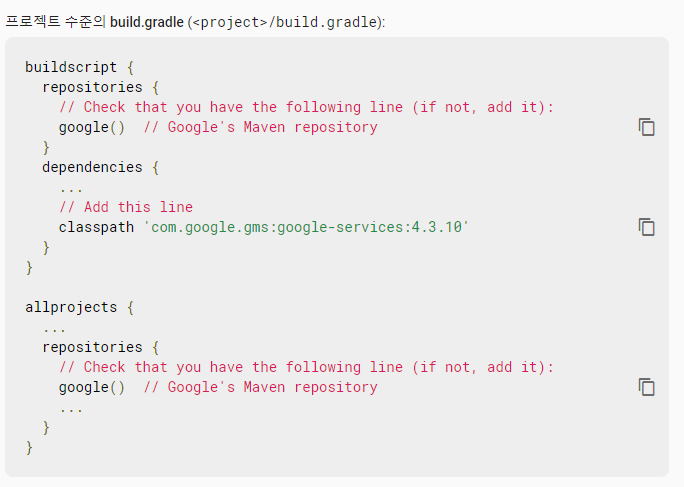 프로젝트 수준의 build.gradle (<project>/build.gradle):
buildscript {
  repositories {
    // Check that you have the following line (if not, add it):
    google()  // Google's Maven repository
  }
  dependencies {
    ...
    // Add this line
    classpath 'com.google.gms:google-services:4.3.10'
  }
}

allprojects {
  ...
  repositories {
    // Check that you have the following line (if not, add it):
    google()  // Google's Maven repository
    ...
  }
}